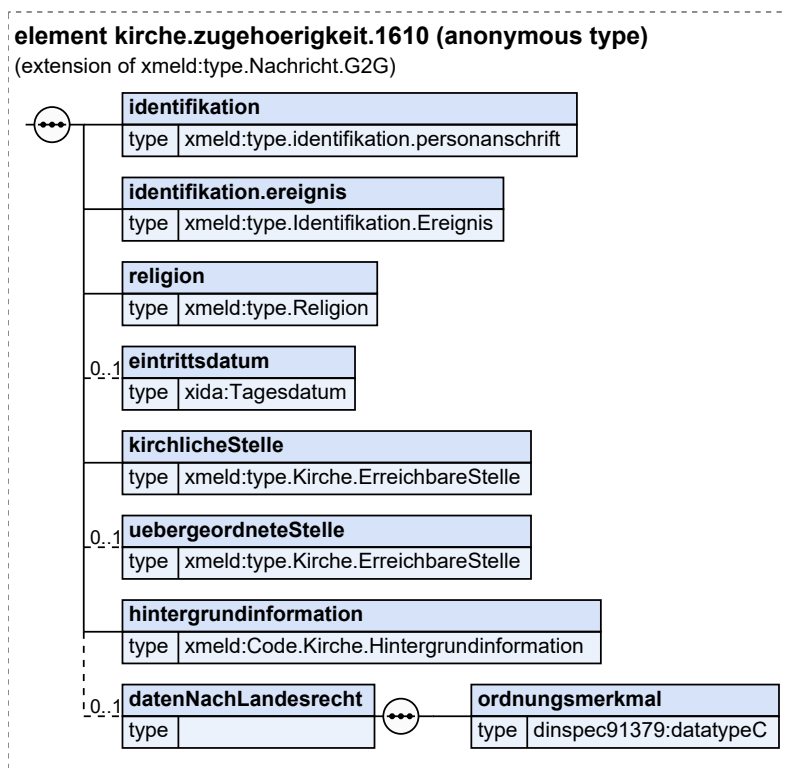 element kirche.zugehoerigkeit.1610 (anonymous type)
(extension of xmeld:type.Nachricht.G2G)
identifikation
type xmeld:type.identifikation.personanschrift
identifikation.ereignis
type xmeld:type.Identifikation.Ereignis
religion
type xmeld:type.Religion
0..1 eintrittsdatum
type xida:Tagesdatum
kirchlicheStelle
type xmeld:type.Kirche.ErreichbareStelle
0..1 uebergeordneteStelle
type xmeld:type.Kirche.ErreichbareStelle
hintergrundinformation
type xmeld:Code.Kirche.Hintergrundinformation
0..1 datenNachLandesrecht
type
ordnungsmerkmal
type dinspec91379:datatypeC